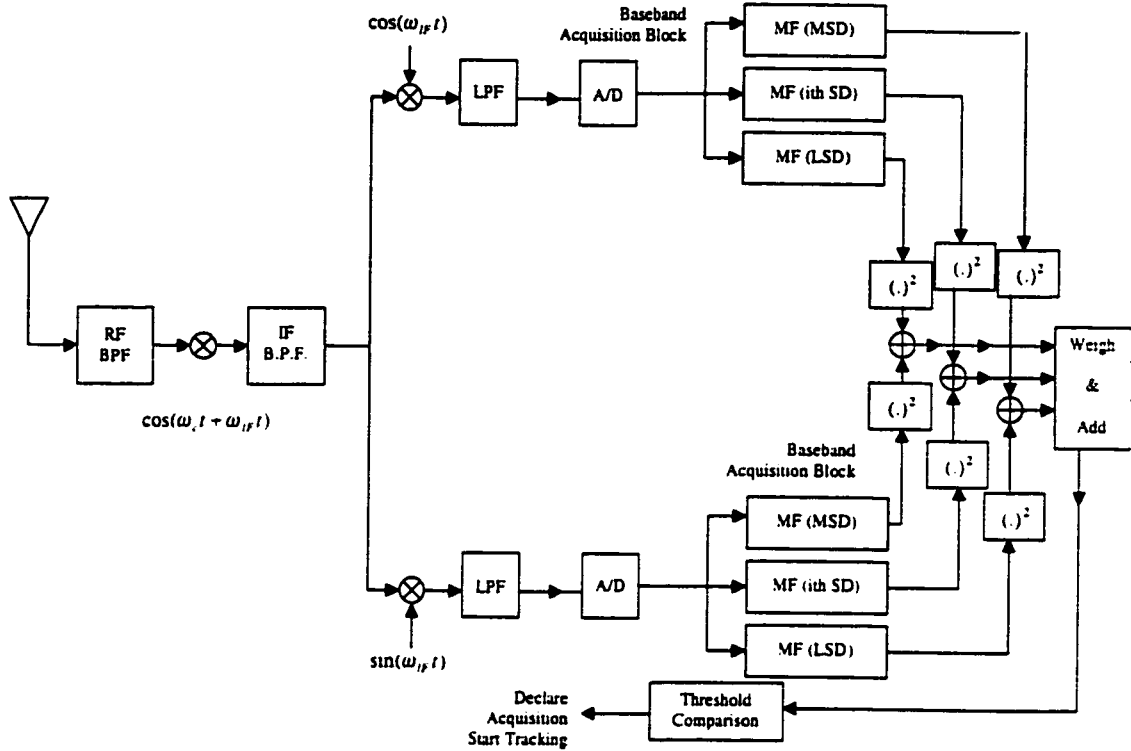 cos(ω_IF t)
Baseband
Acquisition Block
LPF
A/D
MF (MSD)
MF (ith SD)
MF (LSD)
(.)²
(.)²
(.)²
RF
BPF
IF
B.P.F.
cos(ω_c t + ω_IF t)
Weigh
&
Add
(.)²
(.)²
(.)²
Baseband
Acquisition Block
LPF
A/D
MF (MSD)
MF (ith SD)
MF (LSD)
sin(ω_IF t)
Declare
Acquisition
Start Tracking
Threshold
Comparison